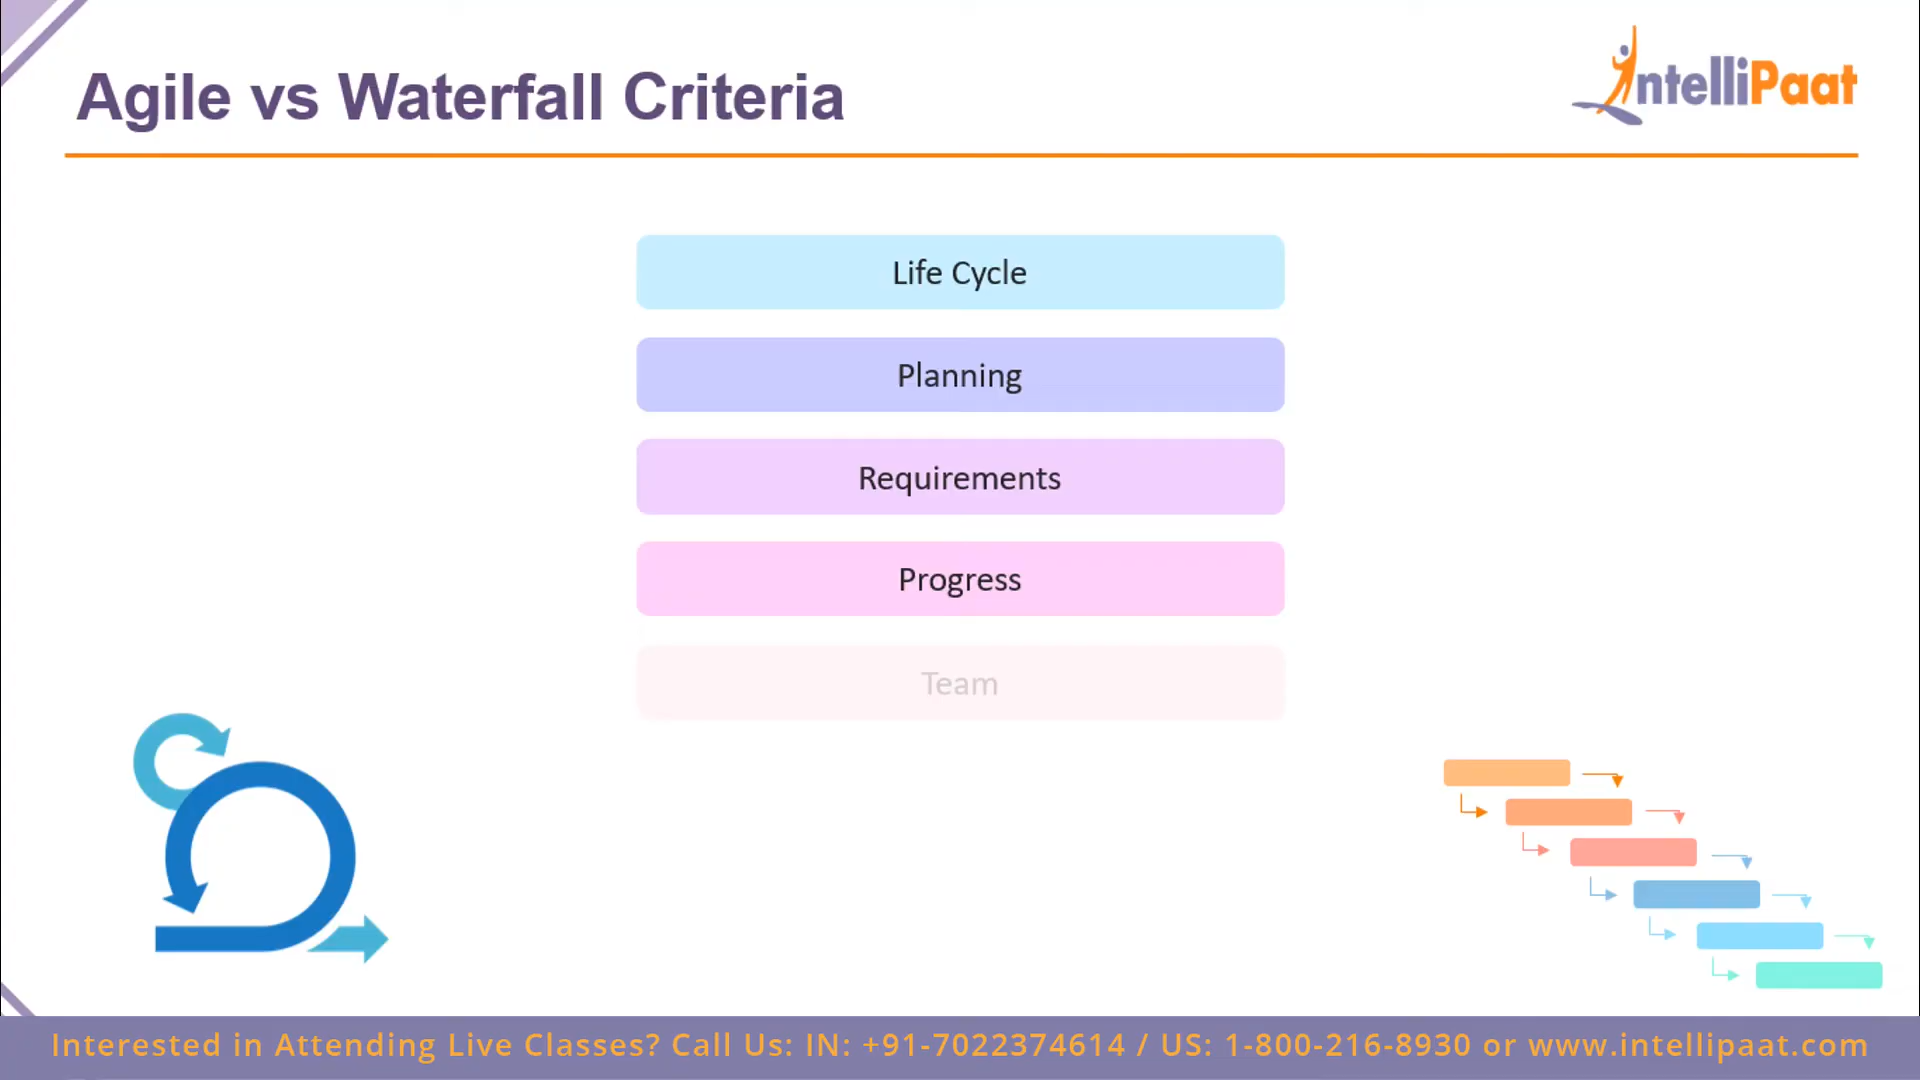 Agile vs Waterfall Criteria
IntelliPaat
Life Cycle
Planning
Requirements
Progress
Team
Interested in Attending Live Classes? Call Us: IN: +91-7022374614 / US: 1-800-216-8930 or www.intellipaat.com